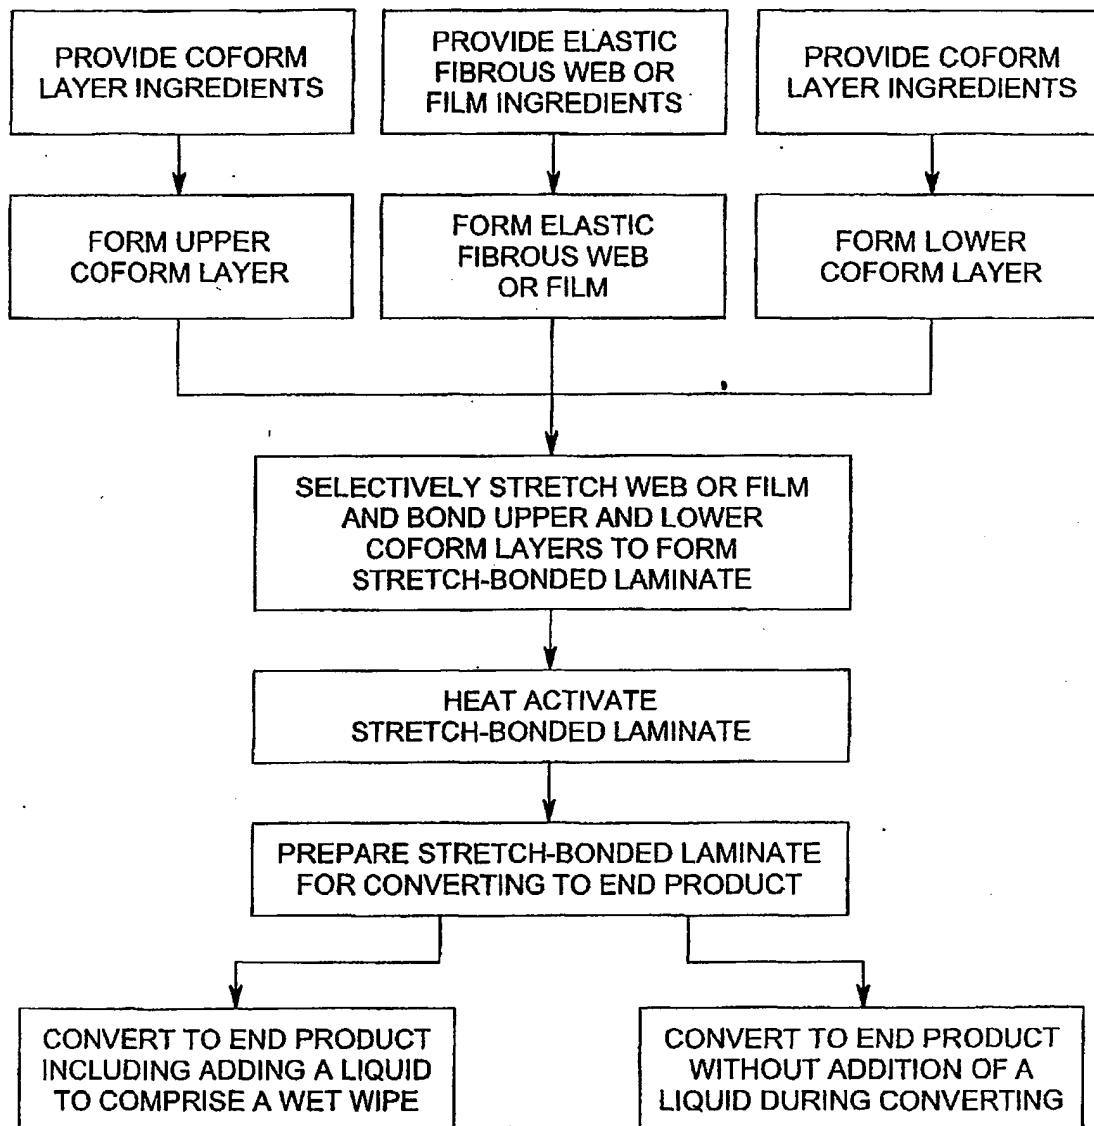 PROVIDE COFORM
LAYER INGREDIENTS
PROVIDE ELASTIC
FIBROUS WEB OR
FILM INGREDIENTS
PROVIDE COFORM
LAYER INGREDIENTS
FORM UPPER
COFORM LAYER
FORM ELASTIC
FIBROUS WEB
OR FILM
FORM LOWER
COFORM LAYER
SELECTIVELY STRETCH WEB OR FILM
AND BOND UPPER AND LOWER
COFORM LAYERS TO FORM
STRETCH-BONDED LAMINATE
HEAT ACTIVATE
STRETCH-BONDED LAMINATE
PREPARE STRETCH-BONDED LAMINATE
FOR CONVERTING TO END PRODUCT
CONVERT TO END PRODUCT
INCLUDING ADDING A LIQUID
TO COMPRISE A WET WIPE
CONVERT TO END PRODUCT
WITHOUT ADDITION OF A
LIQUID DURING CONVERTING